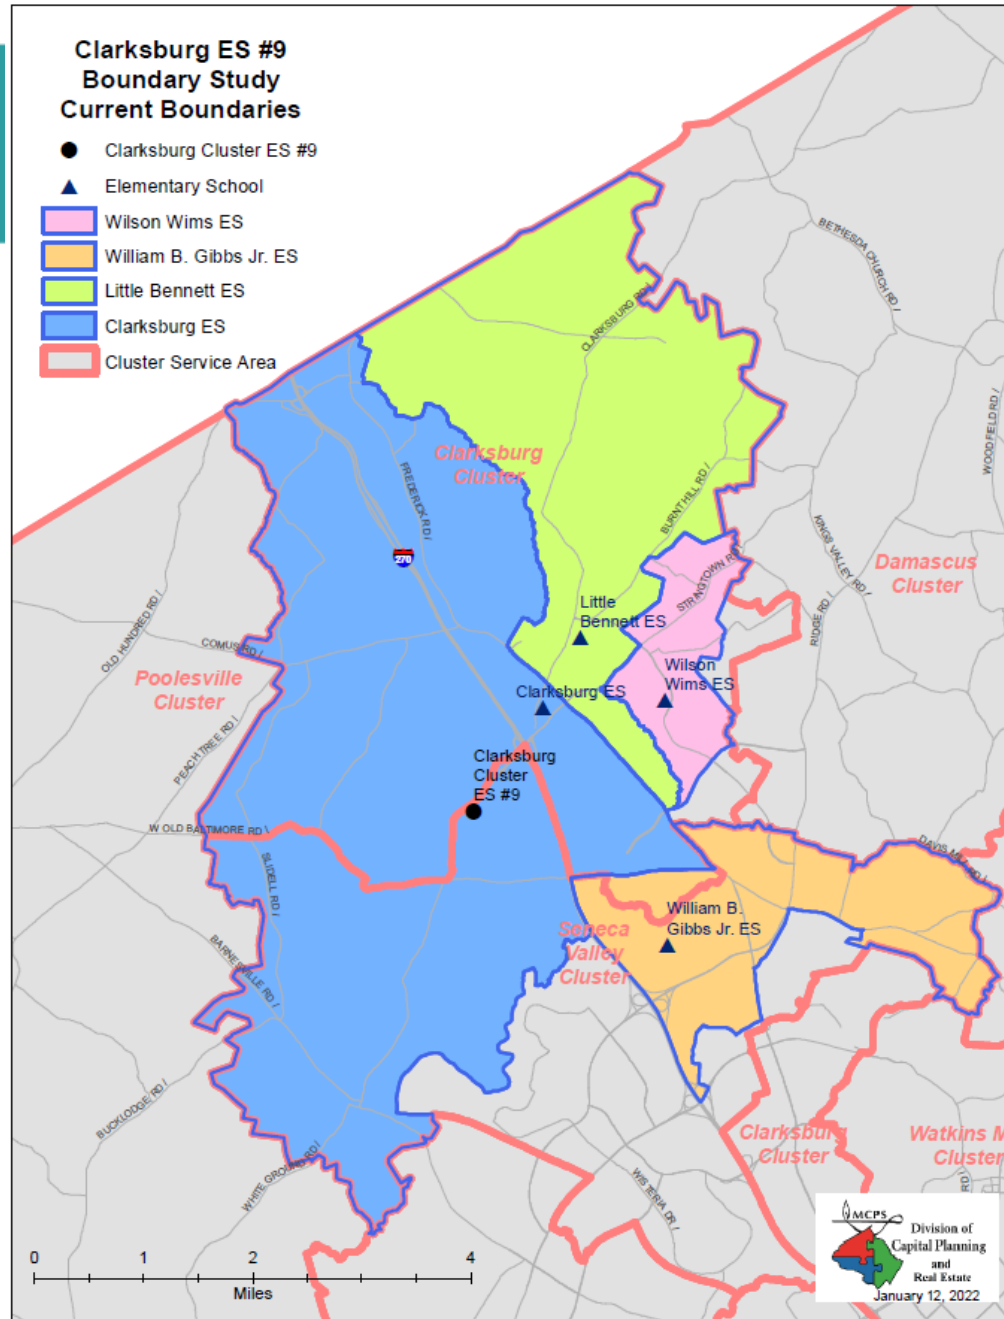 Clarksburg ES #9
Boundary Study
Current Boundaries
Clarksburg Cluster ES #9
Elementary School
Wilson Wims ES
William B. Gibbs Jr. ES
Little Bennett ES
Clarksburg ES
Cluster Service Area
BETHESDA CHURCH RD /
CLARKSBURG RD /
WOODFIELD RD /
Clarksburg
Cluster
FREDERICK RD /
BURNT HILL RD /
KINGS VALLEY RD /
270
STRINGTOWN RD /
Damascus
Cluster
OLD HUNDRED RD /
Little
Bennett ES
RIDGE RD /
COMUS RD /
Poolesville
Cluster
Wilson
Wims ES
Clarksburg ES
PEACH TREE RD /
Clarksburg
Cluster
ES #9
W OLD BALTIMORE RD \
SLIDELL RD /
DAVIS MILL RD /
William B.
Gibbs Jr. ES
Seneca
Valley
Cluster
BARNESVILLE RD /
BUCKLODGE RD /
WHITE GROUND RD /
WISTERIA DR /
Clarksburg
Cluster
Watkins M
Cluster
RD /
0 1 2 4
Miles
MCPS
Division of
Capital Planning
and
Real Estate
January 12, 2022